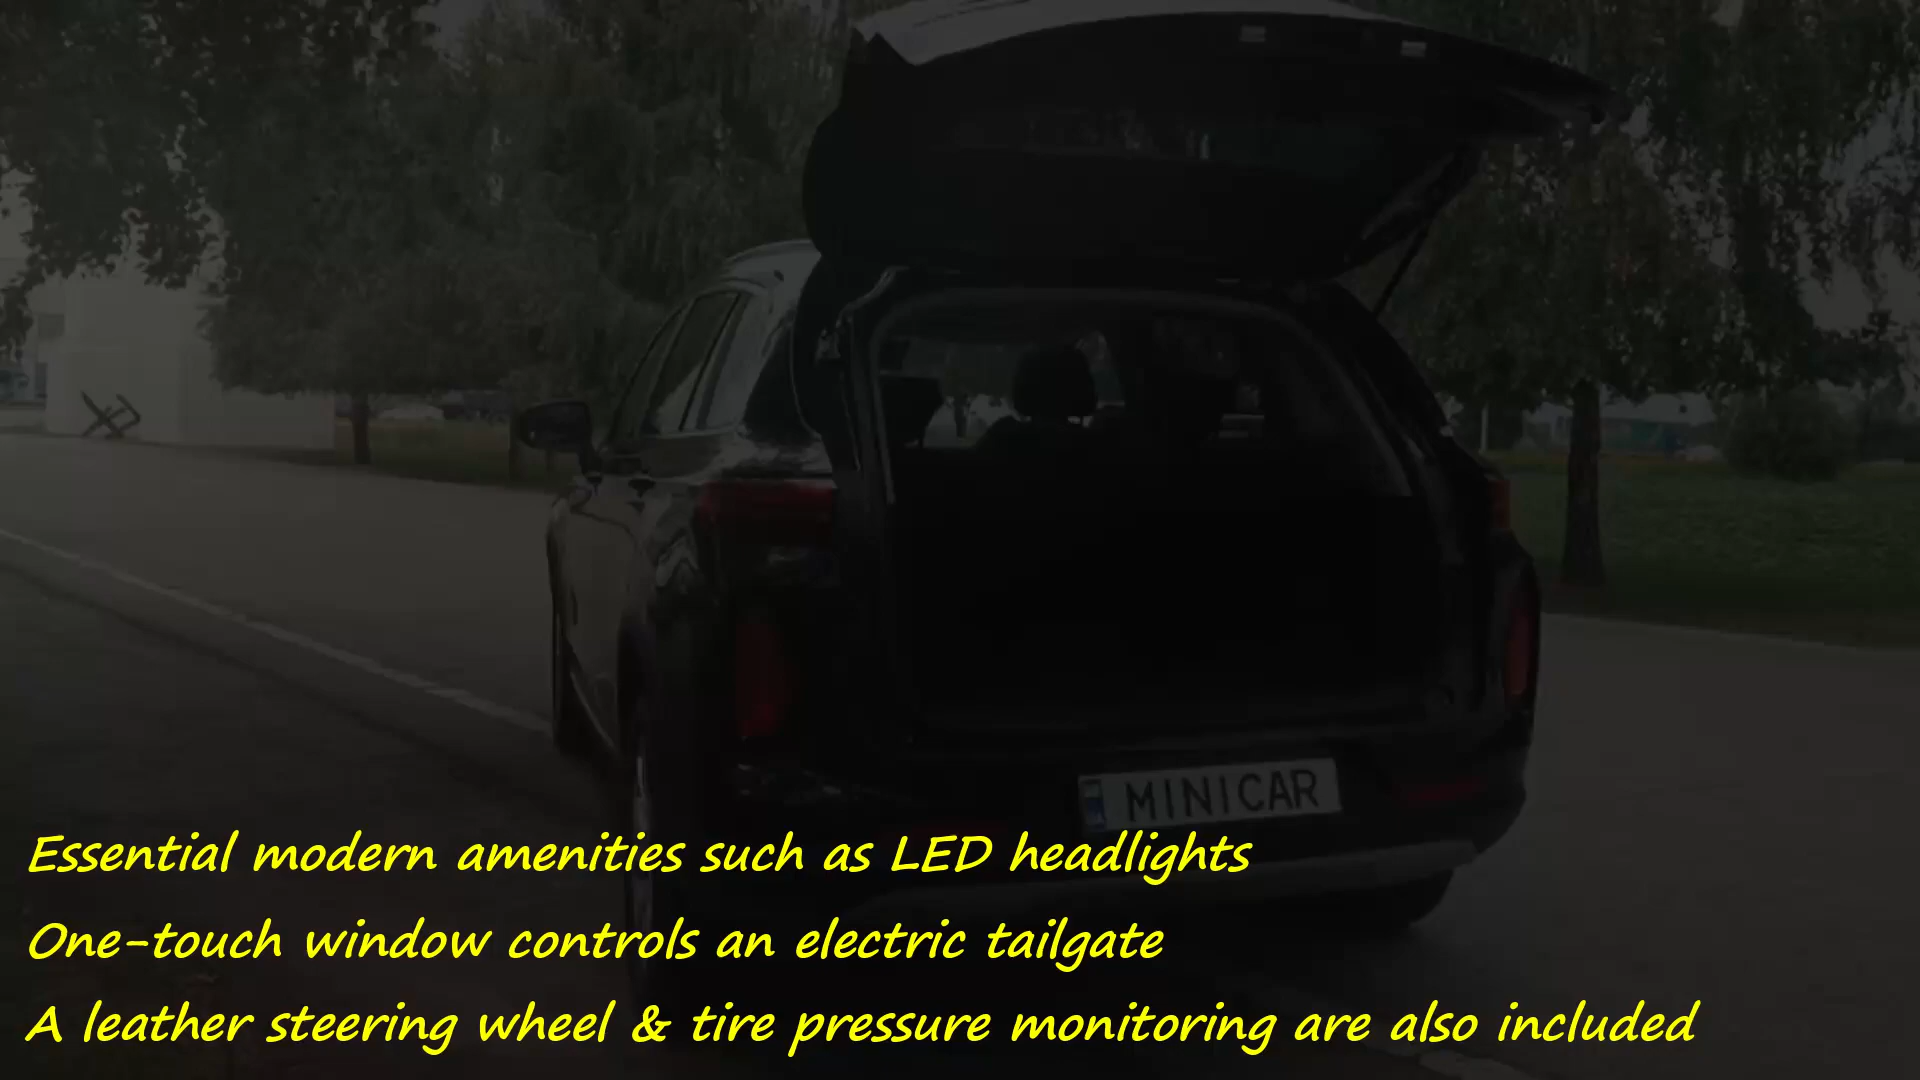 MINICAR
Essential modern amenities such as LED headlights
One-touch window controls an electric tailgate
A leather steering wheel & tire pressure monitoring are also included